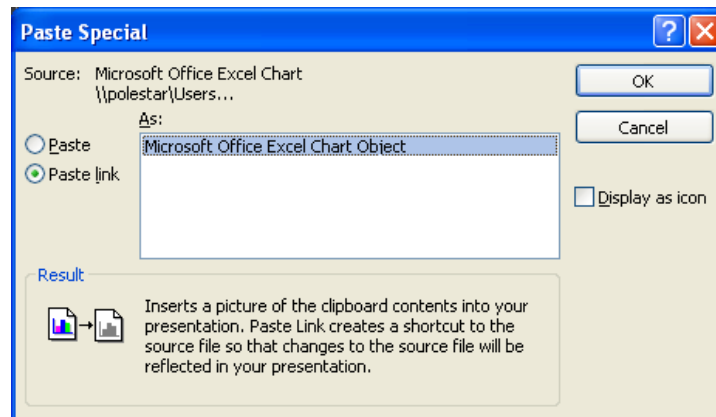 Paste Special
Source: Microsoft Office Excel Chart
\\polestar\Users...
As:
Paste
Paste link
Microsoft Office Excel Chart Object
OK
Cancel
Display as icon
Result
Inserts a picture of the clipboard contents into your
presentation. Paste Link creates a shortcut to the
source file so that changes to the source file will be
reflected in your presentation.